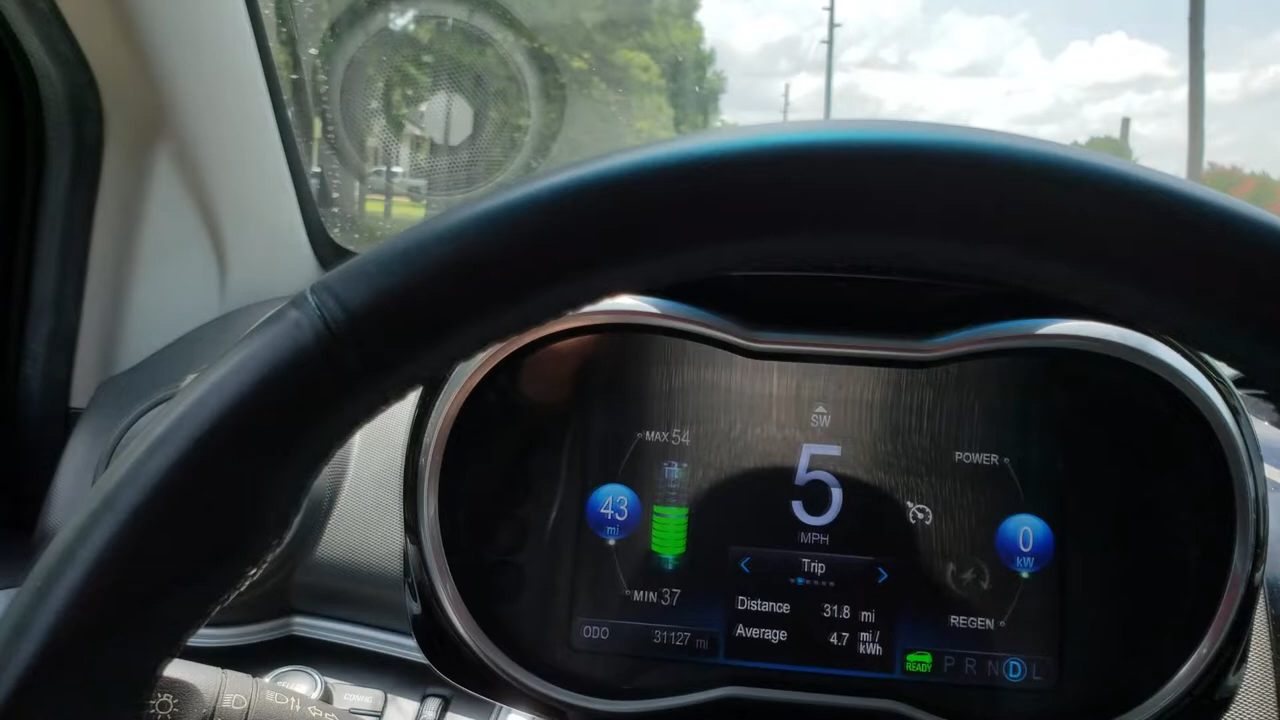 SW
MAX 54
5
MPH
POWER
43
mi
0
kW
MIN 37
REGEN
Trip
Distance 31.8 mi
Average 4.7 mi/kWh
ODO 31127 mi
READY
P R N D L
CONFIG